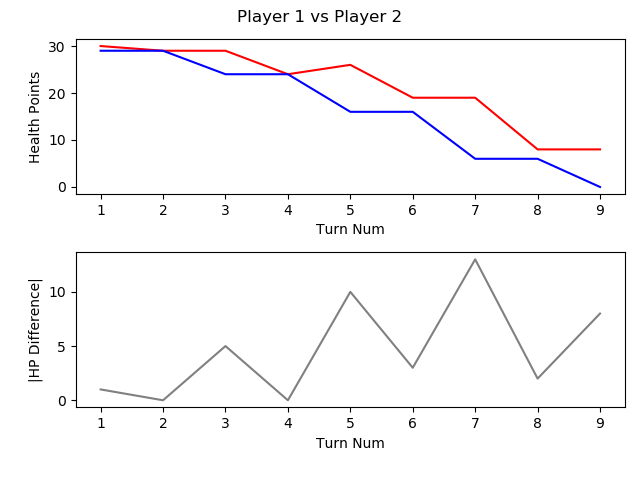 Player 1 vs Player 2
Health Points
30
20
10
0
1 2 3 4 5 6 7 8 9
Turn Num
|HP Difference|
10
5
0
1 2 3 4 5 6 7 8 9
Turn Num